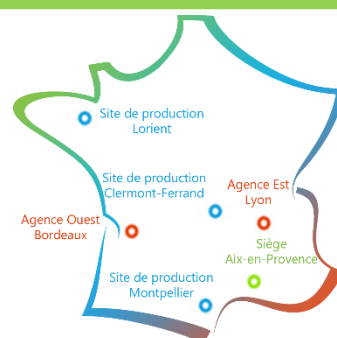 Site de production
Lorient
Site de production
Clermont-Ferrand
Agence Est
Lyon
Agence Ouest
Bordeaux
Siège
Aix-en-Provence
Site de production
Montpellier